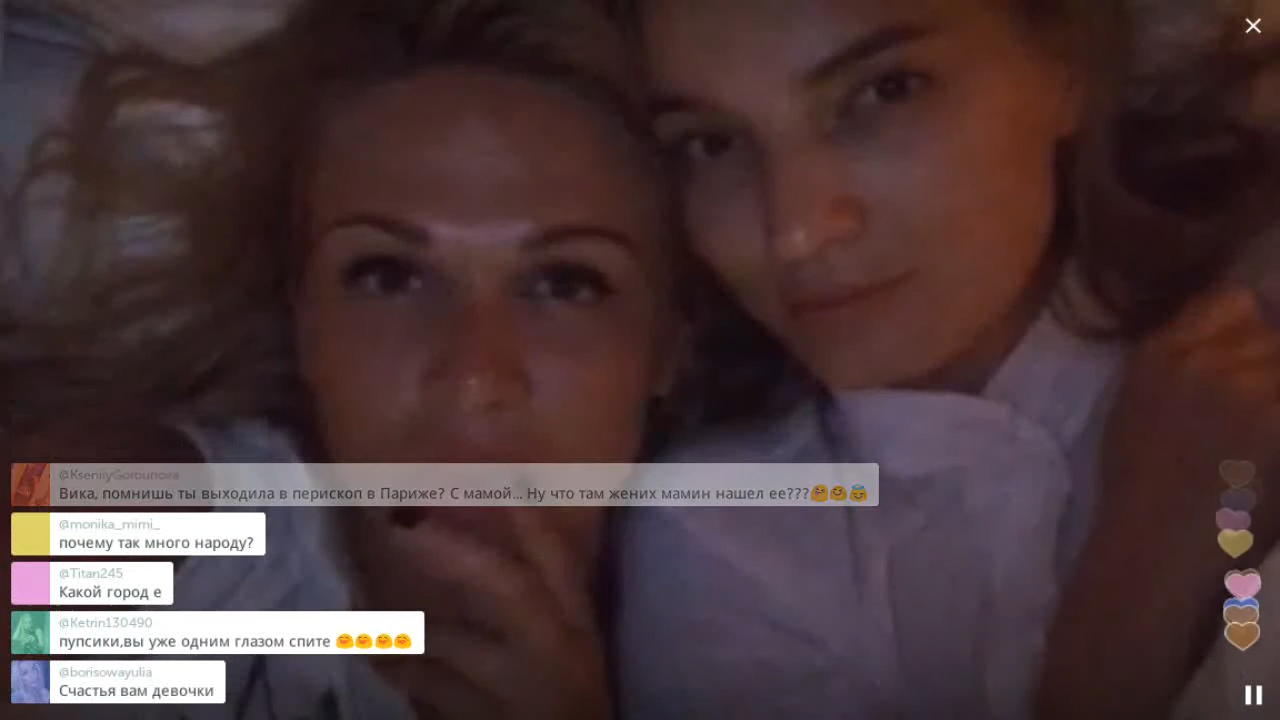 @KseniiyGorbunova
Вика, помнишь ты выходила в перископ в Париже? С мамой... Ну что там жених мамин нашел ее???
@monika_mimi_
почему так много народу?
@Titan245
Какой город е
@Ketrin130490
пупсики,вы уже одним глазом спите
@borisowayulia
Счастья вам девочки